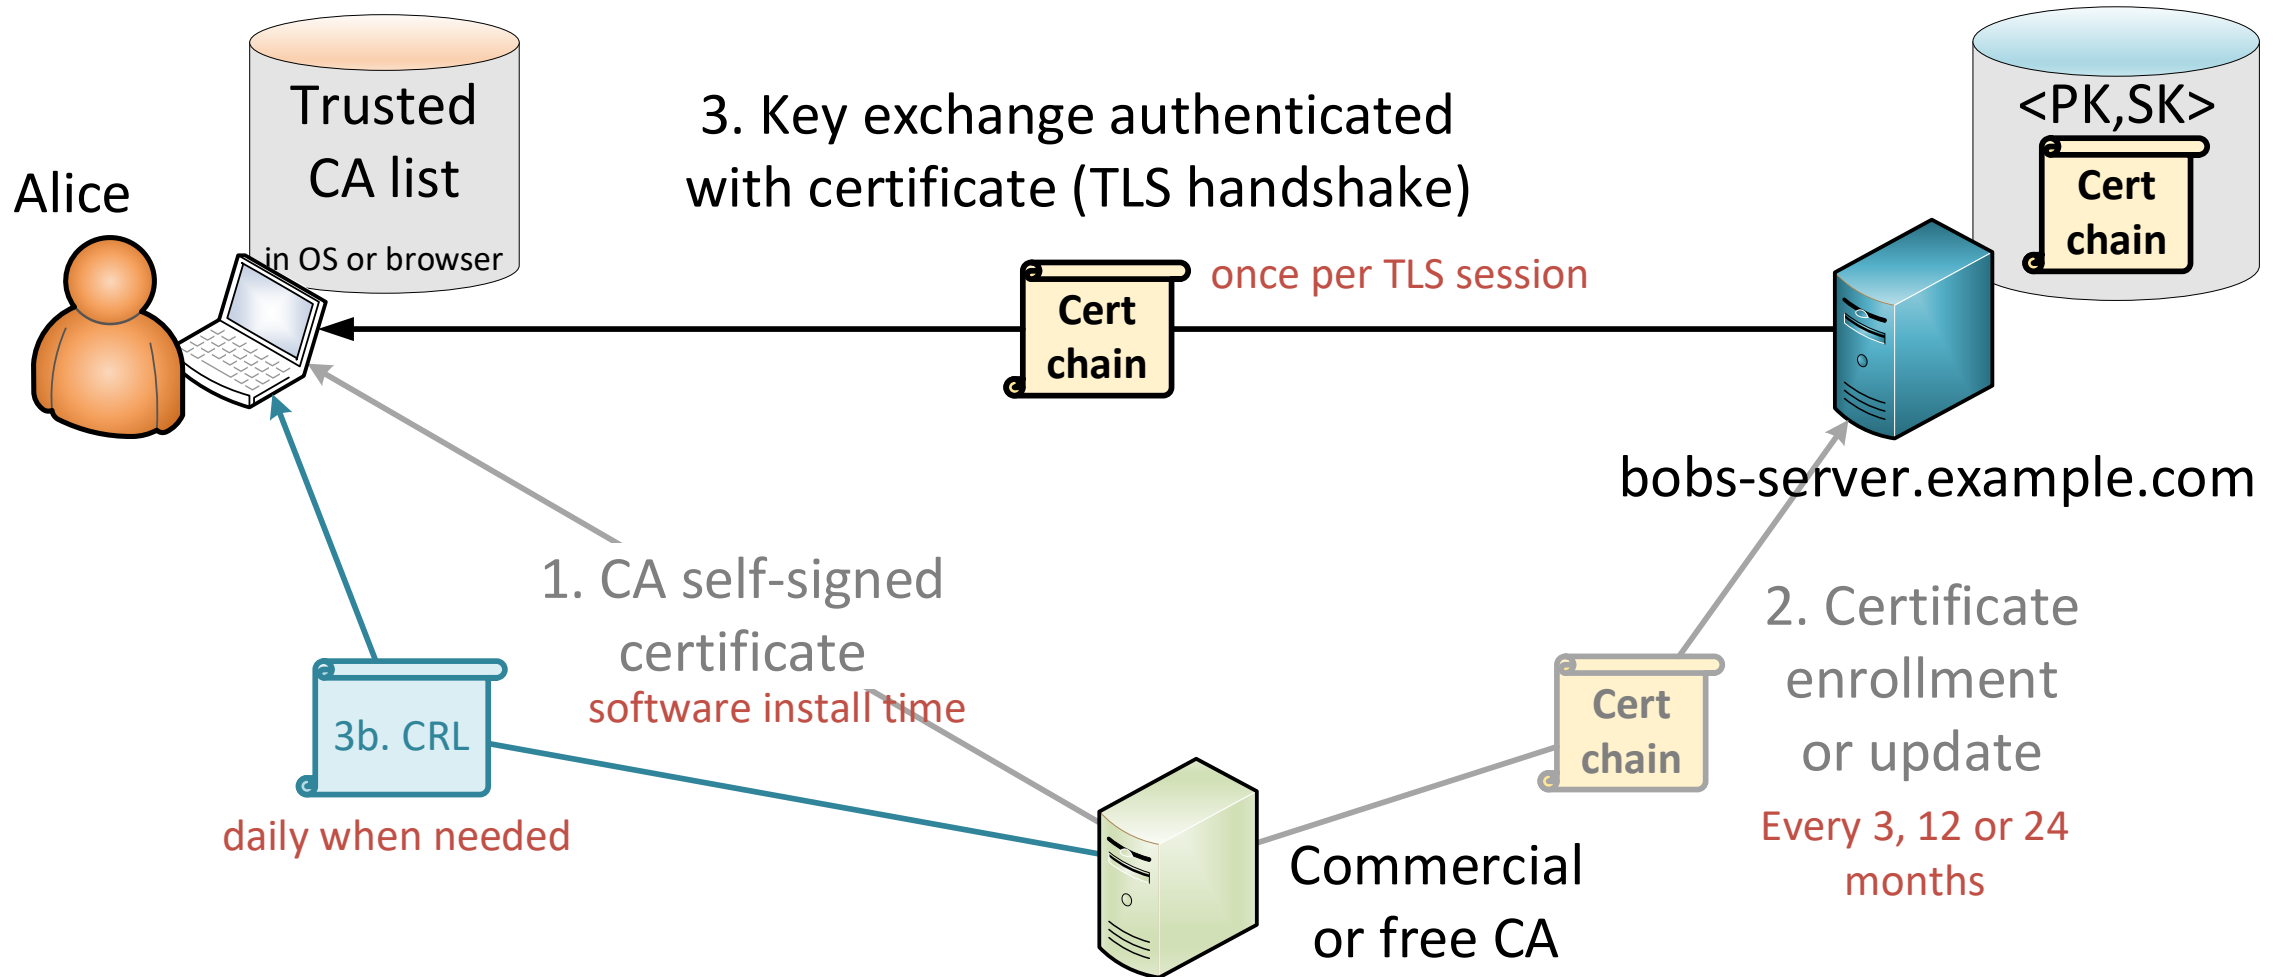 Trusted
CA list
in OS or browser
Alice
3. Key exchange authenticated
with certificate (TLS handshake)
once per TLS session
Cert
chain
<PK,SK>
Cert
chain
bobs-server.example.com
1. CA self-signed
certificate
software install time
2. Certificate
enrollment
or update
Every 3, 12 or 24
months
Cert
chain
3b. CRL
daily when needed
Commercial
or free CA